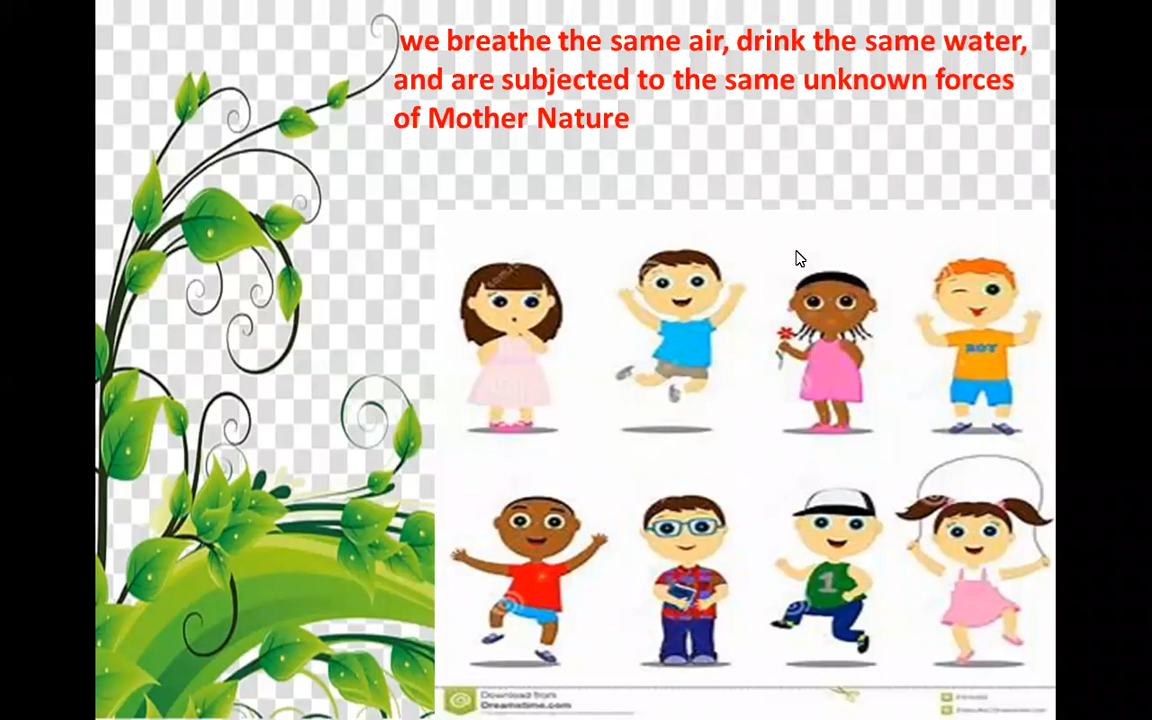 we breathe the same air, drink the same water,
and are subjected to the same unknown forces
of Mother Nature
BOY
1
Download from
Dreamstime.com